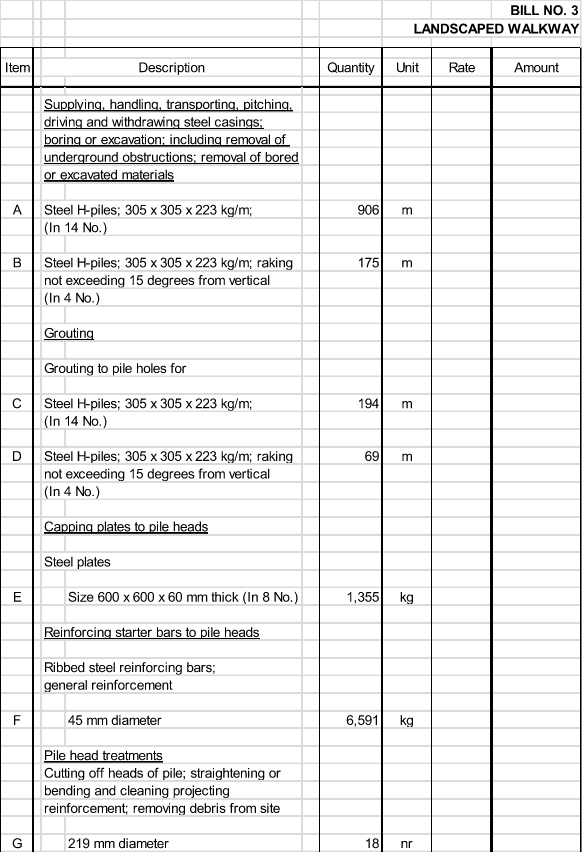 BILL NO. 3
LANDSCAPED WALKWAY
Item Description Quantity Unit Rate Amount
Supplying, handling, transporting, pitching,
driving and withdrawing steel casings;
boring or excavation; including removal of
underground obstructions; removal of bored
or excavated materials
A Steel H-piles; 305 x 305 x 223 kg/m; 906 m
(In 14 No.)
B Steel H-piles; 305 x 305 x 223 kg/m; raking 175 m
not exceeding 15 degrees from vertical
(In 4 No.)
Grouting
Grouting to pile holes for
C Steel H-piles; 305 x 305 x 223 kg/m; 194 m
(In 14 No.)
D Steel H-piles; 305 x 305 x 223 kg/m; raking 69 m
not exceeding 15 degrees from vertical
(In 4 No.)
Capping plates to pile heads
Steel plates
E Size 600 x 600 x 60 mm thick (In 8 No.) 1,355 kg
Reinforcing starter bars to pile heads
Ribbed steel reinforcing bars;
general reinforcement
F 45 mm diameter 6,591 kg
Pile head treatments
Cutting off heads of pile; straightening or
bending and cleaning projecting
reinforcement; removing debris from site
G 219 mm diameter 18 nr